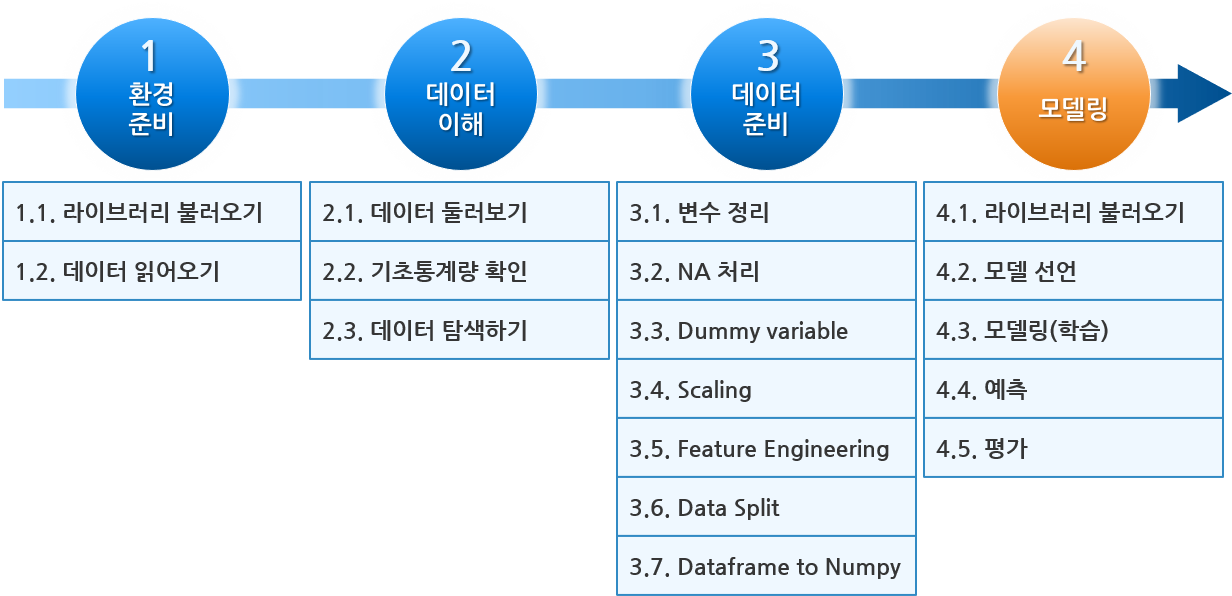 1
환경
준비
2
데이터
이해
3
데이터
준비
4
모델링
1.1. 라이브러리 불러오기
1.2. 데이터 읽어오기
2.1. 데이터 둘러보기
2.2. 기초통계량 확인
2.3. 데이터 탐색하기
3.1. 변수 정리
3.2. NA 처리
3.3. Dummy variable
3.4. Scaling
3.5. Feature Engineering
3.6. Data Split
3.7. Dataframe to Numpy
4.1. 라이브러리 불러오기
4.2. 모델 선언
4.3. 모델링(학습)
4.4. 예측
4.5. 평가